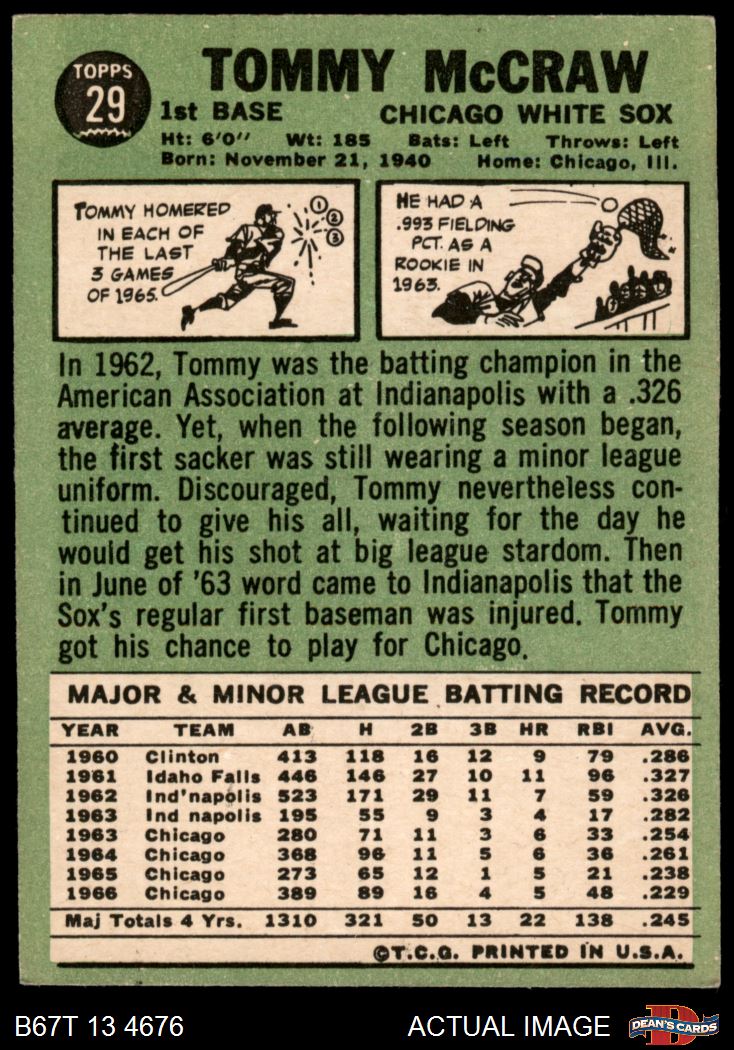 TOPPS
29
TOMMY McCRAW
1st BASE CHICAGO WHITE SOX
Ht: 6'0" Wt: 185 Bats: Left Throws: Left
Born: November 21, 1940 Home: Chicago, Ill.
TOMMY HOMERED
IN EACH OF
THE LAST
3 GAMES
OF 1965.
1
2
3
HE HAD A
.993 FIELDING
PCT. AS A
ROOKIE IN
1963.
In 1962, Tommy was the batting champion in the
American Association at Indianapolis with a .326
average. Yet, when the following season began,
the first sacker was still wearing a minor league
uniform. Discouraged, Tommy nevertheless con-
tinued to give his all, waiting for the day he
would get his shot at big league stardom. Then
in June of '63 word came to Indianapolis that the
Sox's regular first baseman was injured. Tommy
got his chance to play for Chicago.
MAJOR & MINOR LEAGUE BATTING RECORD
YEAR TEAM AB H 2B 3B HR RBI AVG.
1960 Clinton 413 118 16 12 9 79 .286
1961 Idaho Falls 446 146 27 10 11 96 .327
1962 Ind'napolis 523 171 29 11 7 59 .326
1963 Ind napolis 195 55 9 3 4 17 .282
1963 Chicago 280 71 11 3 6 33 .254
1964 Chicago 368 96 11 5 6 36 .261
1965 Chicago 273 65 12 1 5 21 .238
1966 Chicago 389 89 16 4 5 48 .229
Maj Totals 4 Yrs. 1310 321 50 13 22 138 .245
©T.C.G. PRINTED IN U.S.A.
B67T 13 4676 ACTUAL IMAGE DEAN'S CARDS